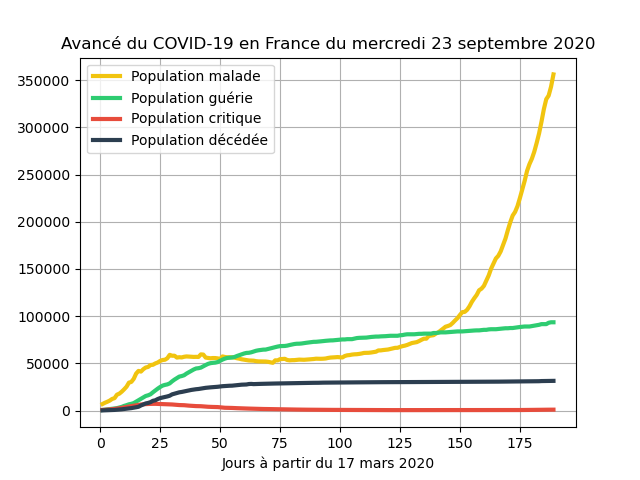 Avancé du COVID-19 en France du mercredi 23 septembre 2020
Population malade
Population guérie
Population critique
Population décédée
350000
300000
250000
200000
150000
100000
50000
0
0 25 50 75 100 125 150 175
Jours à partir du 17 mars 2020